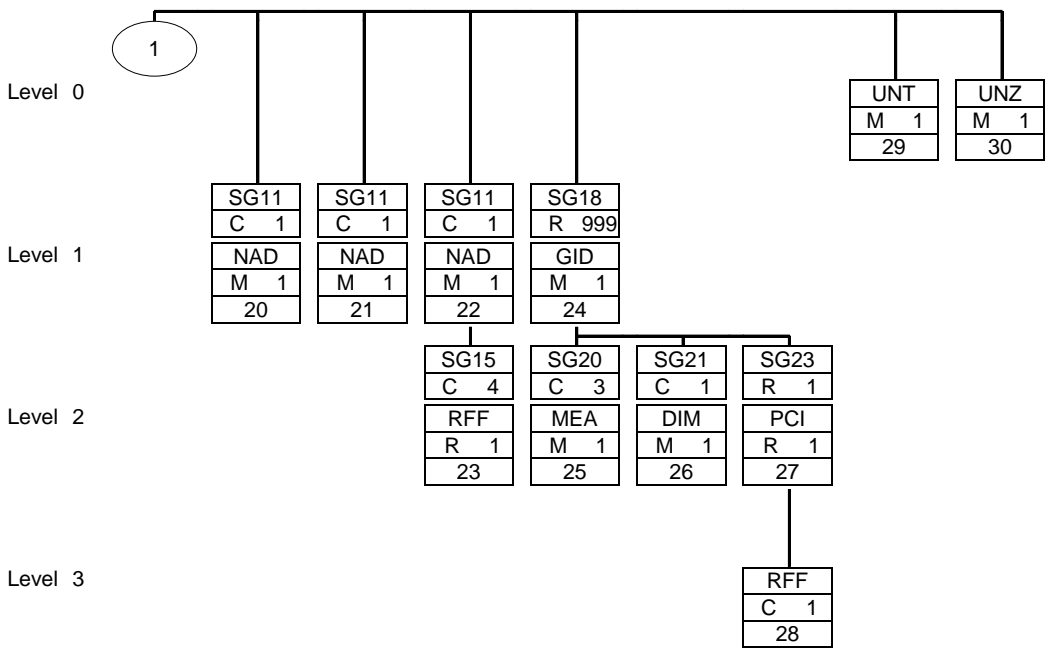 1
Level 0
UNT UNZ
M 1 M 1
29 30
SG11 SG11 SG11 SG18
C 1 C 1 C 1 R 999
Level 1
NAD NAD NAD GID
M 1 M 1 M 1 M 1
20 21 22 24
SG15 SG20 SG21 SG23
C 4 C 3 C 1 R 1
Level 2
RFF MEA DIM PCI
R 1 M 1 M 1 R 1
23 25 26 27
Level 3
RFF
C 1
28